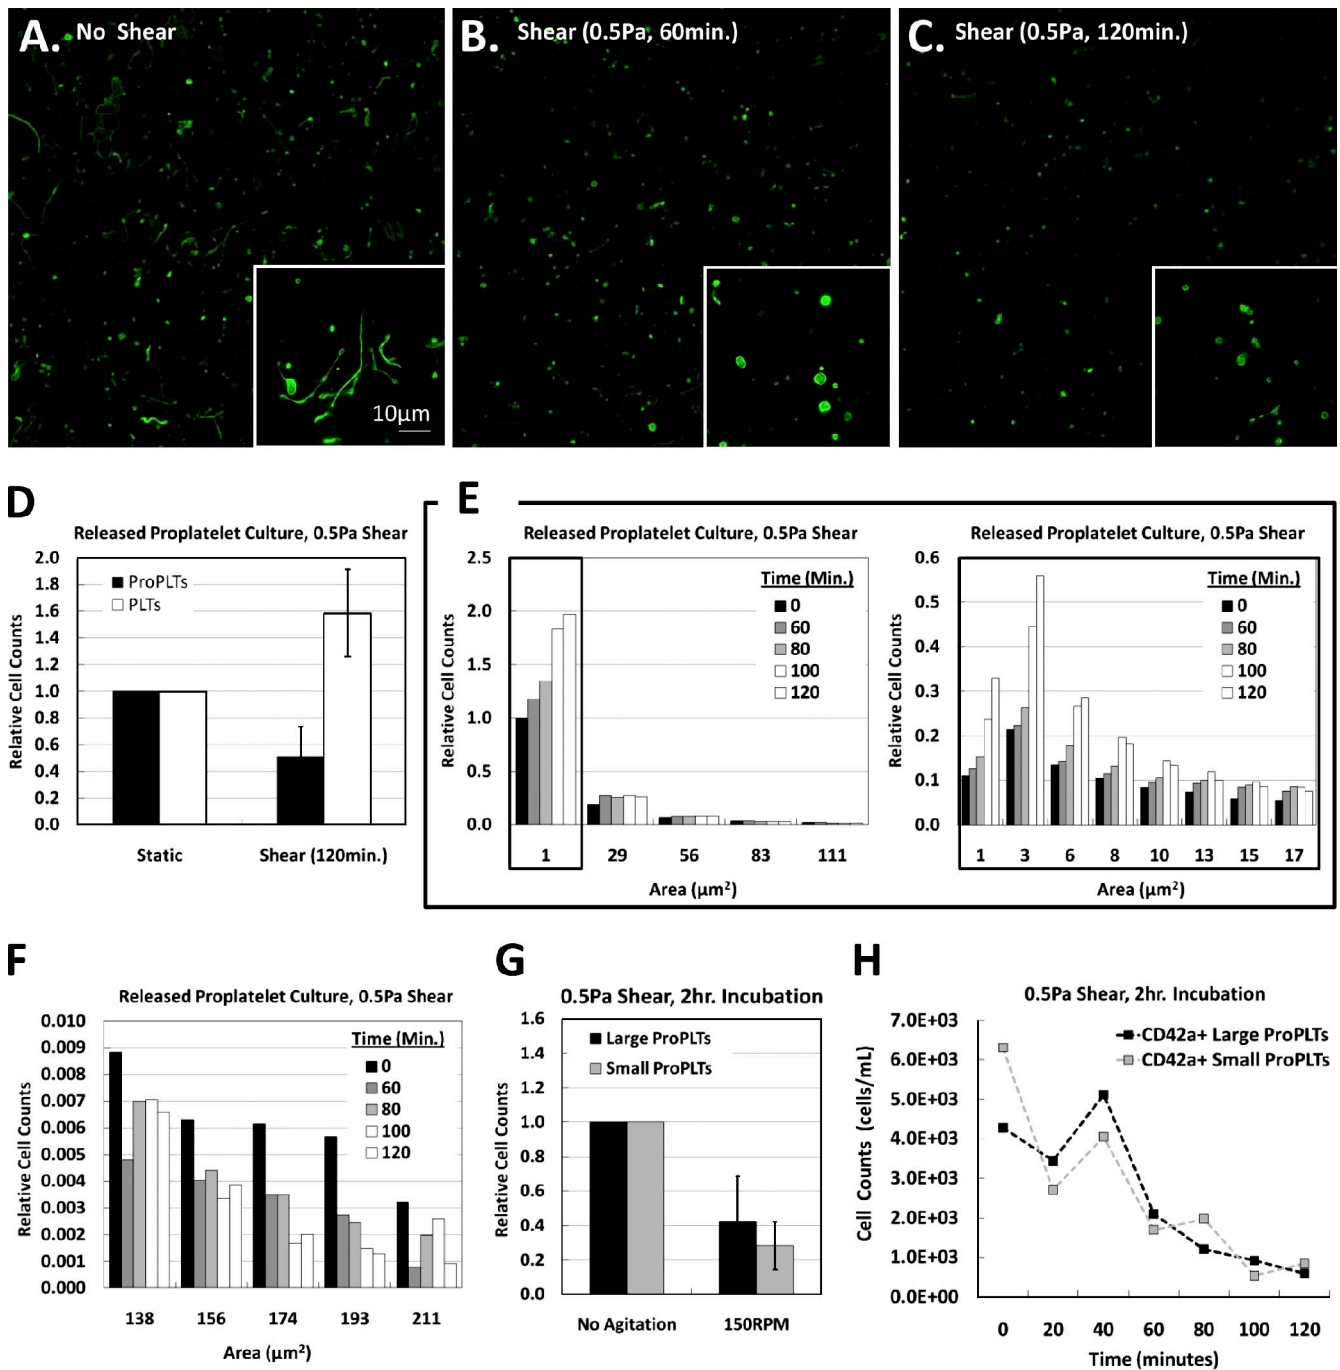 A. No Shear
B. Shear (0.5Pa, 60min.)
C. Shear (0.5Pa, 120min.)
10µm
D
Released Proplatelet Culture, 0.5Pa Shear
Relative Cell Counts
2.0
1.8
1.6
1.4
1.2
1.0
0.8
0.6
0.4
0.2
0.0
ProPLTs
PLTs
Static Shear (120min.)
E
Released Proplatelet Culture, 0.5Pa Shear
Relative Cell Counts
2.5
2.0
1.5
1.0
0.5
0.0
Time (Min.)
0
60
80
100
120
1 29 56 83 111
Area (µm²)
Released Proplatelet Culture, 0.5Pa Shear
Relative Cell Counts
0.6
0.5
0.4
0.3
0.2
0.1
0.0
Time (Min.)
0
60
80
100
120
1 3 6 8 10 13 15 17
Area (µm²)
F
Released Proplatelet Culture, 0.5Pa Shear
Relative Cell Counts
0.010
0.009
0.008
0.007
0.006
0.005
0.004
0.003
0.002
0.001
0.000
Time (Min.)
0
60
80
100
120
138 156 174 193 211
Area (µm²)
G
0.5Pa Shear, 2hr. Incubation
Relative Cell Counts
1.6
1.4
1.2
1.0
0.8
0.6
0.4
0.2
0.0
Large ProPLTs
Small ProPLTs
No Agitation 150RPM
H
0.5Pa Shear, 2hr. Incubation
Cell Counts (cells/mL)
7.0E+03
6.0E+03
5.0E+03
4.0E+03
3.0E+03
2.0E+03
1.0E+03
0.0E+00
CD42a+ Large ProPLTs
CD42a+ Small ProPLTs
0 20 40 60 80 100 120
Time (minutes)